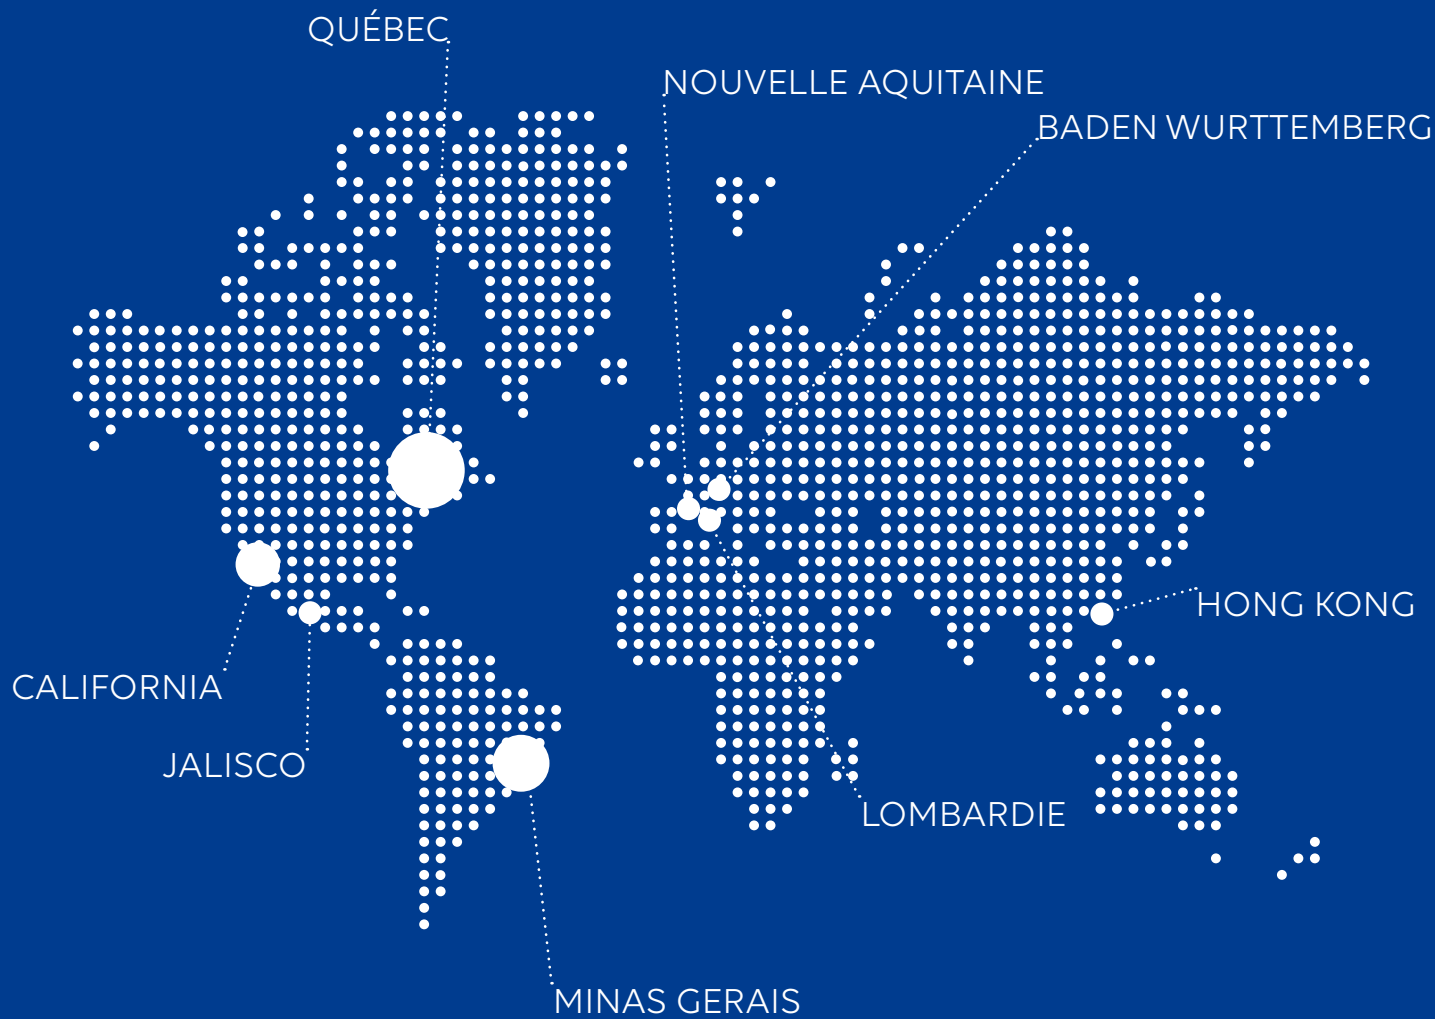 QUÉBEC
NOUVELLE AQUITAINE
BADEN WURTTEMBERG
HONG KONG
CALIFORNIA
JALISCO
LOMBARDIE
MINAS GERAIS